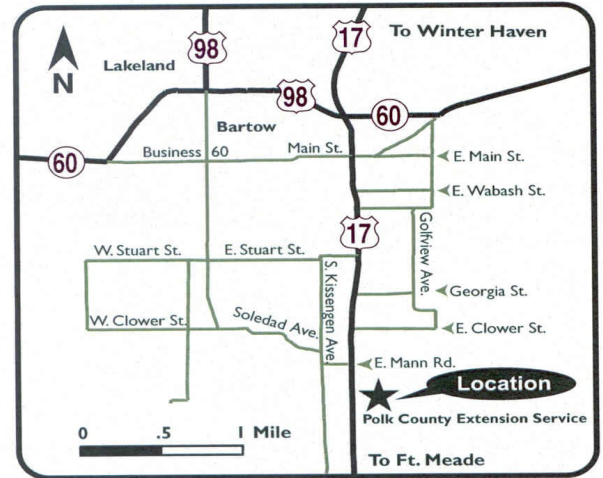 17
To Winter Haven
98
Lakeland
N
98
60
Bartow
Business 60
Main St.
E. Main St.
60
E. Wabash St.
17
Golfview Ave.
W. Stuart St.
E. Stuart St.
S. Kissengen Ave.
Georgia St.
W. Clower St.
Soledad Ave.
E. Clower St.
E. Mann Rd.
Location
Polk County Extension Service
0 .5 1 Mile
To Ft. Meade